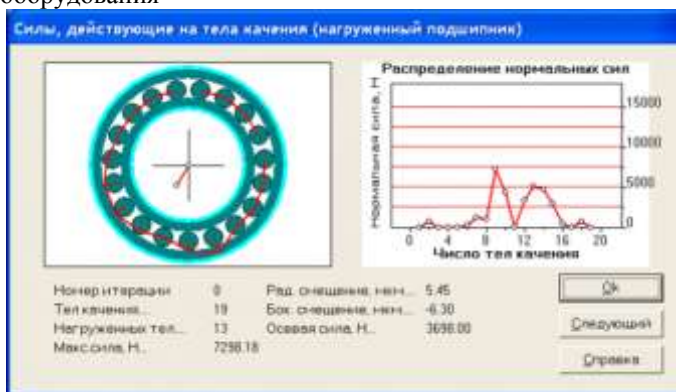 оборудования
Силы, действующие на тела качения (нагруженный подшипник)
Распределение нормальных сил
Нормальная сила, Н
15000
10000
5000
0
0 4 8 12 16 20
Число тел качения
Номер итерации 0 Рад. смещение, мкм... 5.45
Тел качения... 19 Бок. смещение, мкм... -6.30
Нагруженных тел... 13 Осевая сила, Н... 3698.00
Макс сила, Н... 7298.18
Ok
Следующий
Справка